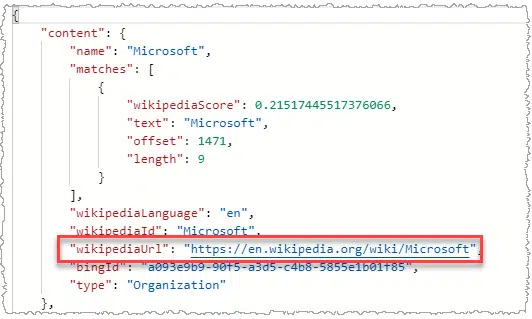 {
"content": {
"name": "Microsoft",
"matches": [
{
"wikipediaScore": 0.21517445517376066,
"text": "Microsoft",
"offset": 1471,
"length": 9
}
],
"wikipediaLanguage": "en",
"wikipediaId": "Microsoft",
"wikipediaUrl": "https://en.wikipedia.org/wiki/Microsoft",
"bingId": "a093e9b9-90f5-a3d5-c4b8-5855e1b01f85",
"type": "Organization"
},